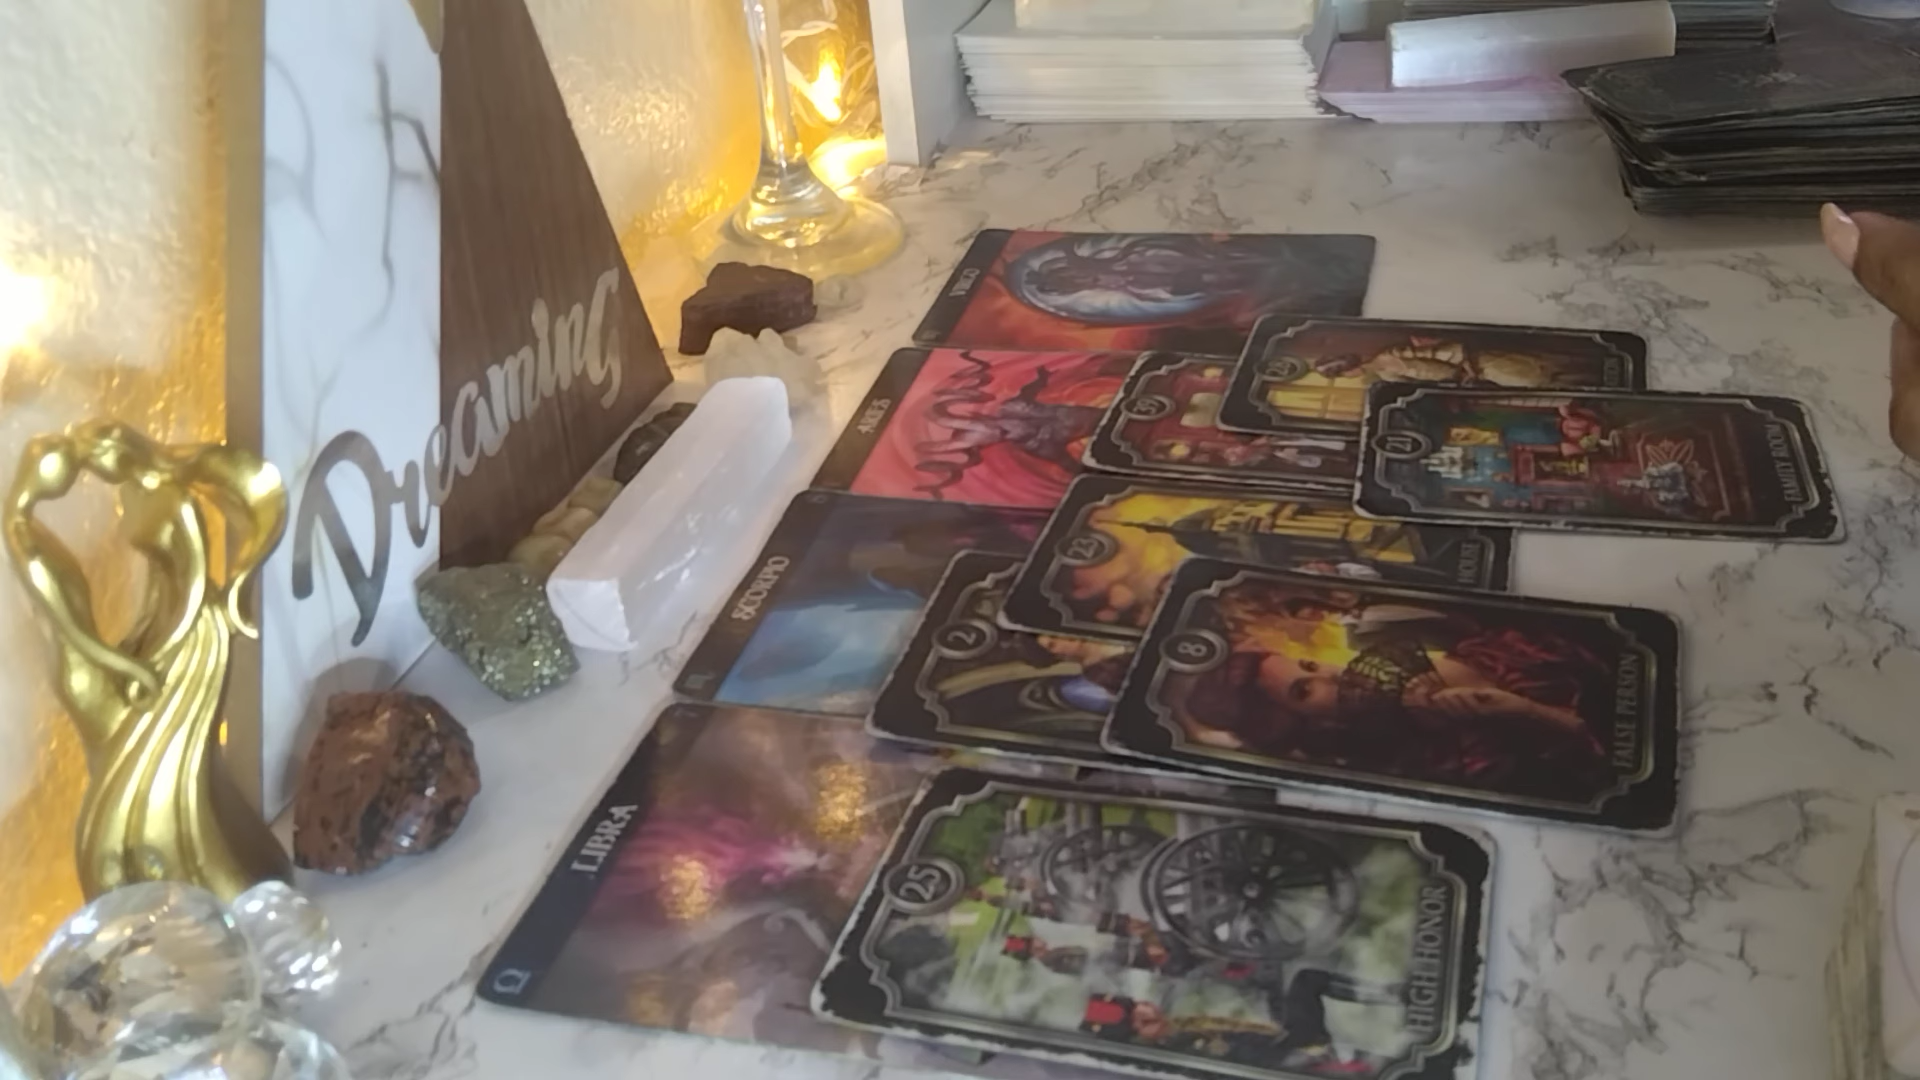 Dreaming
VIRGO
ARIES
39
21
FAMILY ROOM
SCORPIO
23
HOUSE
2
8
FALSE PERSON
LIBRA
25
HIGH HONOR